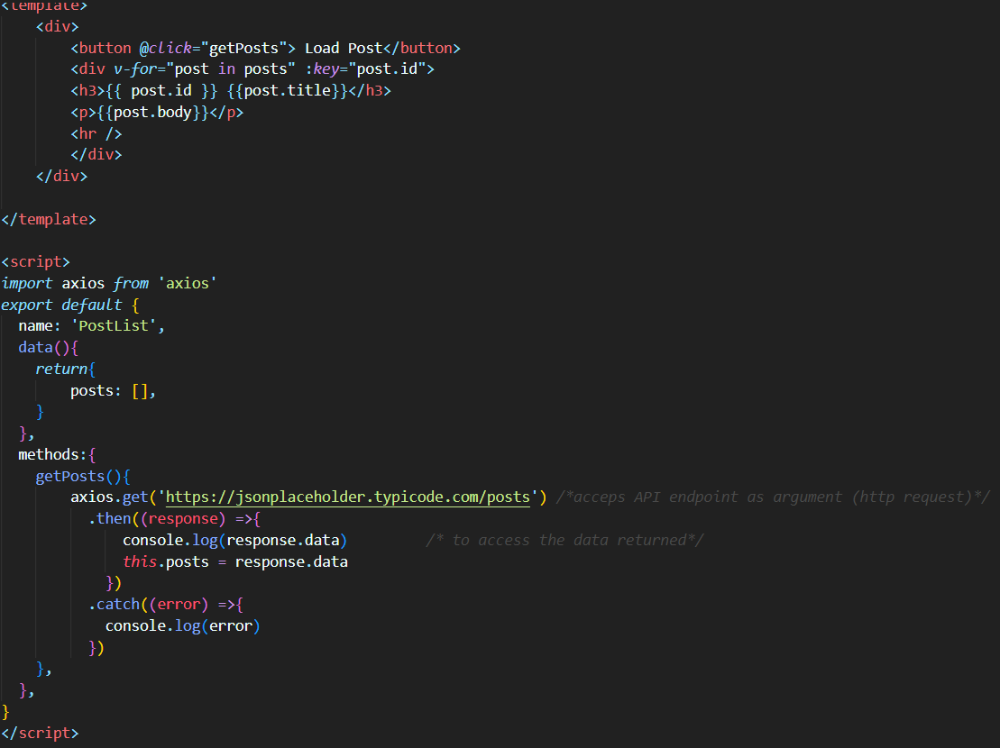 <template>
<div>
<button @click="getPosts"> Load Post</button>
<div v-for="post in posts" :key="post.id">
<h3>{{ post.id }} {{post.title}}</h3>
<p>{{post.body}}</p>
<hr />
</div>
</div>
</template>
<script>
import axios from 'axios'
export default {
name: 'PostList',
data(){
return{
posts: [],
}
},
methods:{
getPosts(){
axios.get('https://jsonplaceholder.typicode.com/posts') /*acceps API endpoint as argument (http request)*/
.then((response) =>{
console.log(response.data) /* to access the data returned*/
this.posts = response.data
})
.catch((error) =>{
console.log(error)
})
},
},
}
</script>